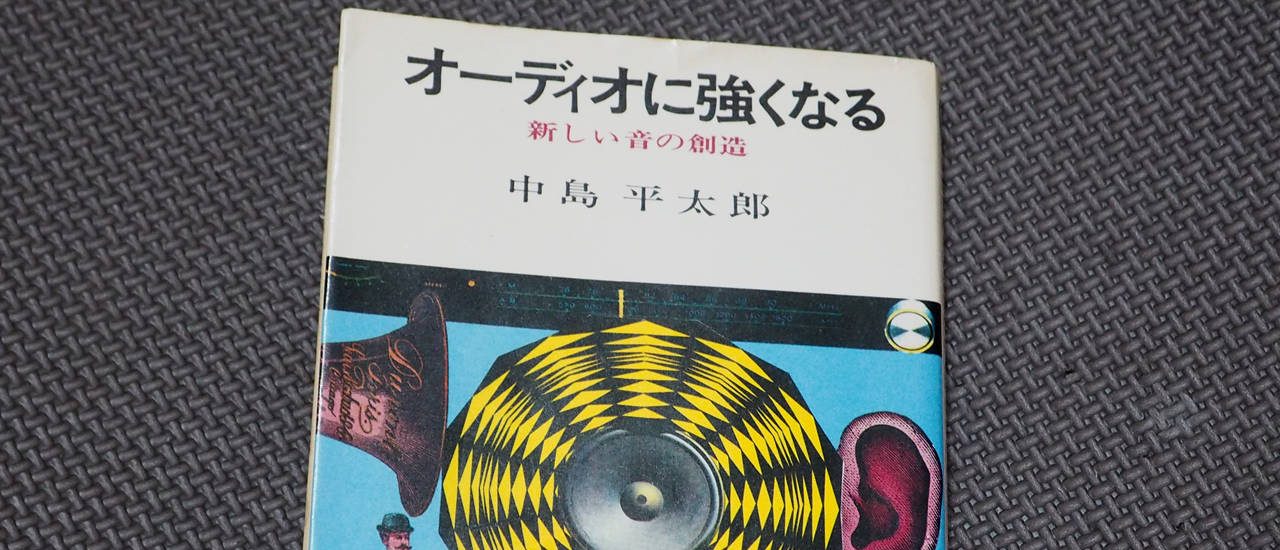 オーディオに強くなる
新しい音の創造
中島 平太郎